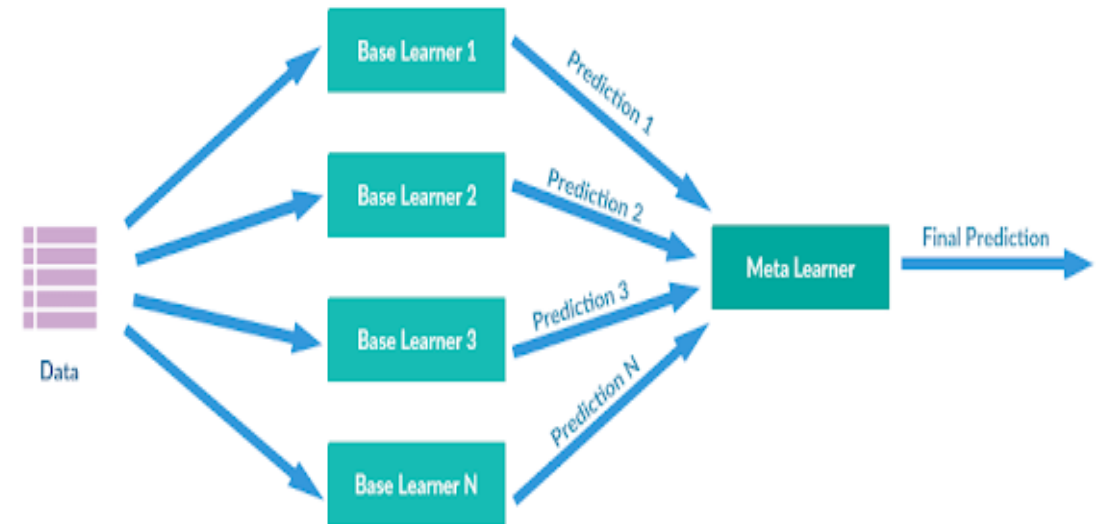 Data
Base Learner 1
Base Learner 2
Base Learner 3
Base Learner N
Prediction 1
Prediction 2
Prediction 3
Prediction N
Meta Learner
Final Prediction